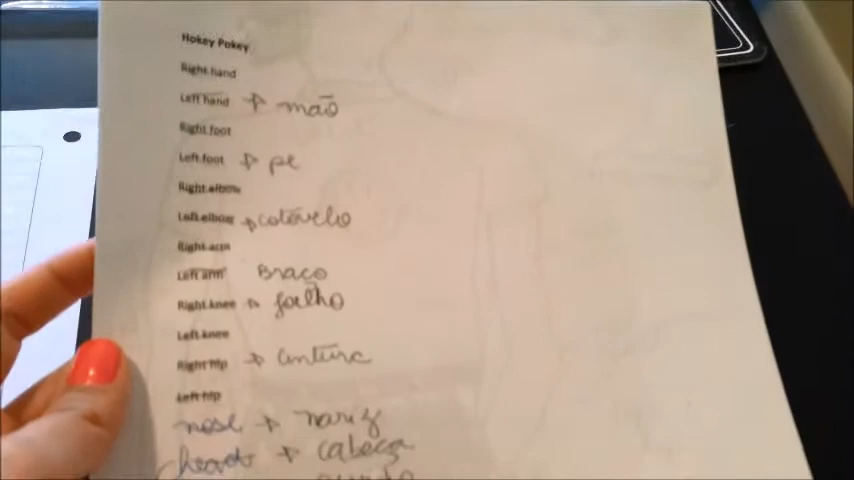 Hokey Pokey
Right hand
Left hand → mão
Right foot
Left foot → pe
Right elbow
Left elbow → cotovelo
Right arm
Left arm Braço
Right knee → joelho
Left knee
Right hip → cintura
Left hip
nose → nariz
head → cabeça